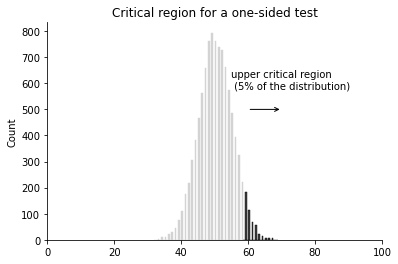 Critical region for a one-sided test
800
700
600
500
400
300
200
100
0
Count
upper critical region
(5% of the distribution)
0 20 40 60 80 100